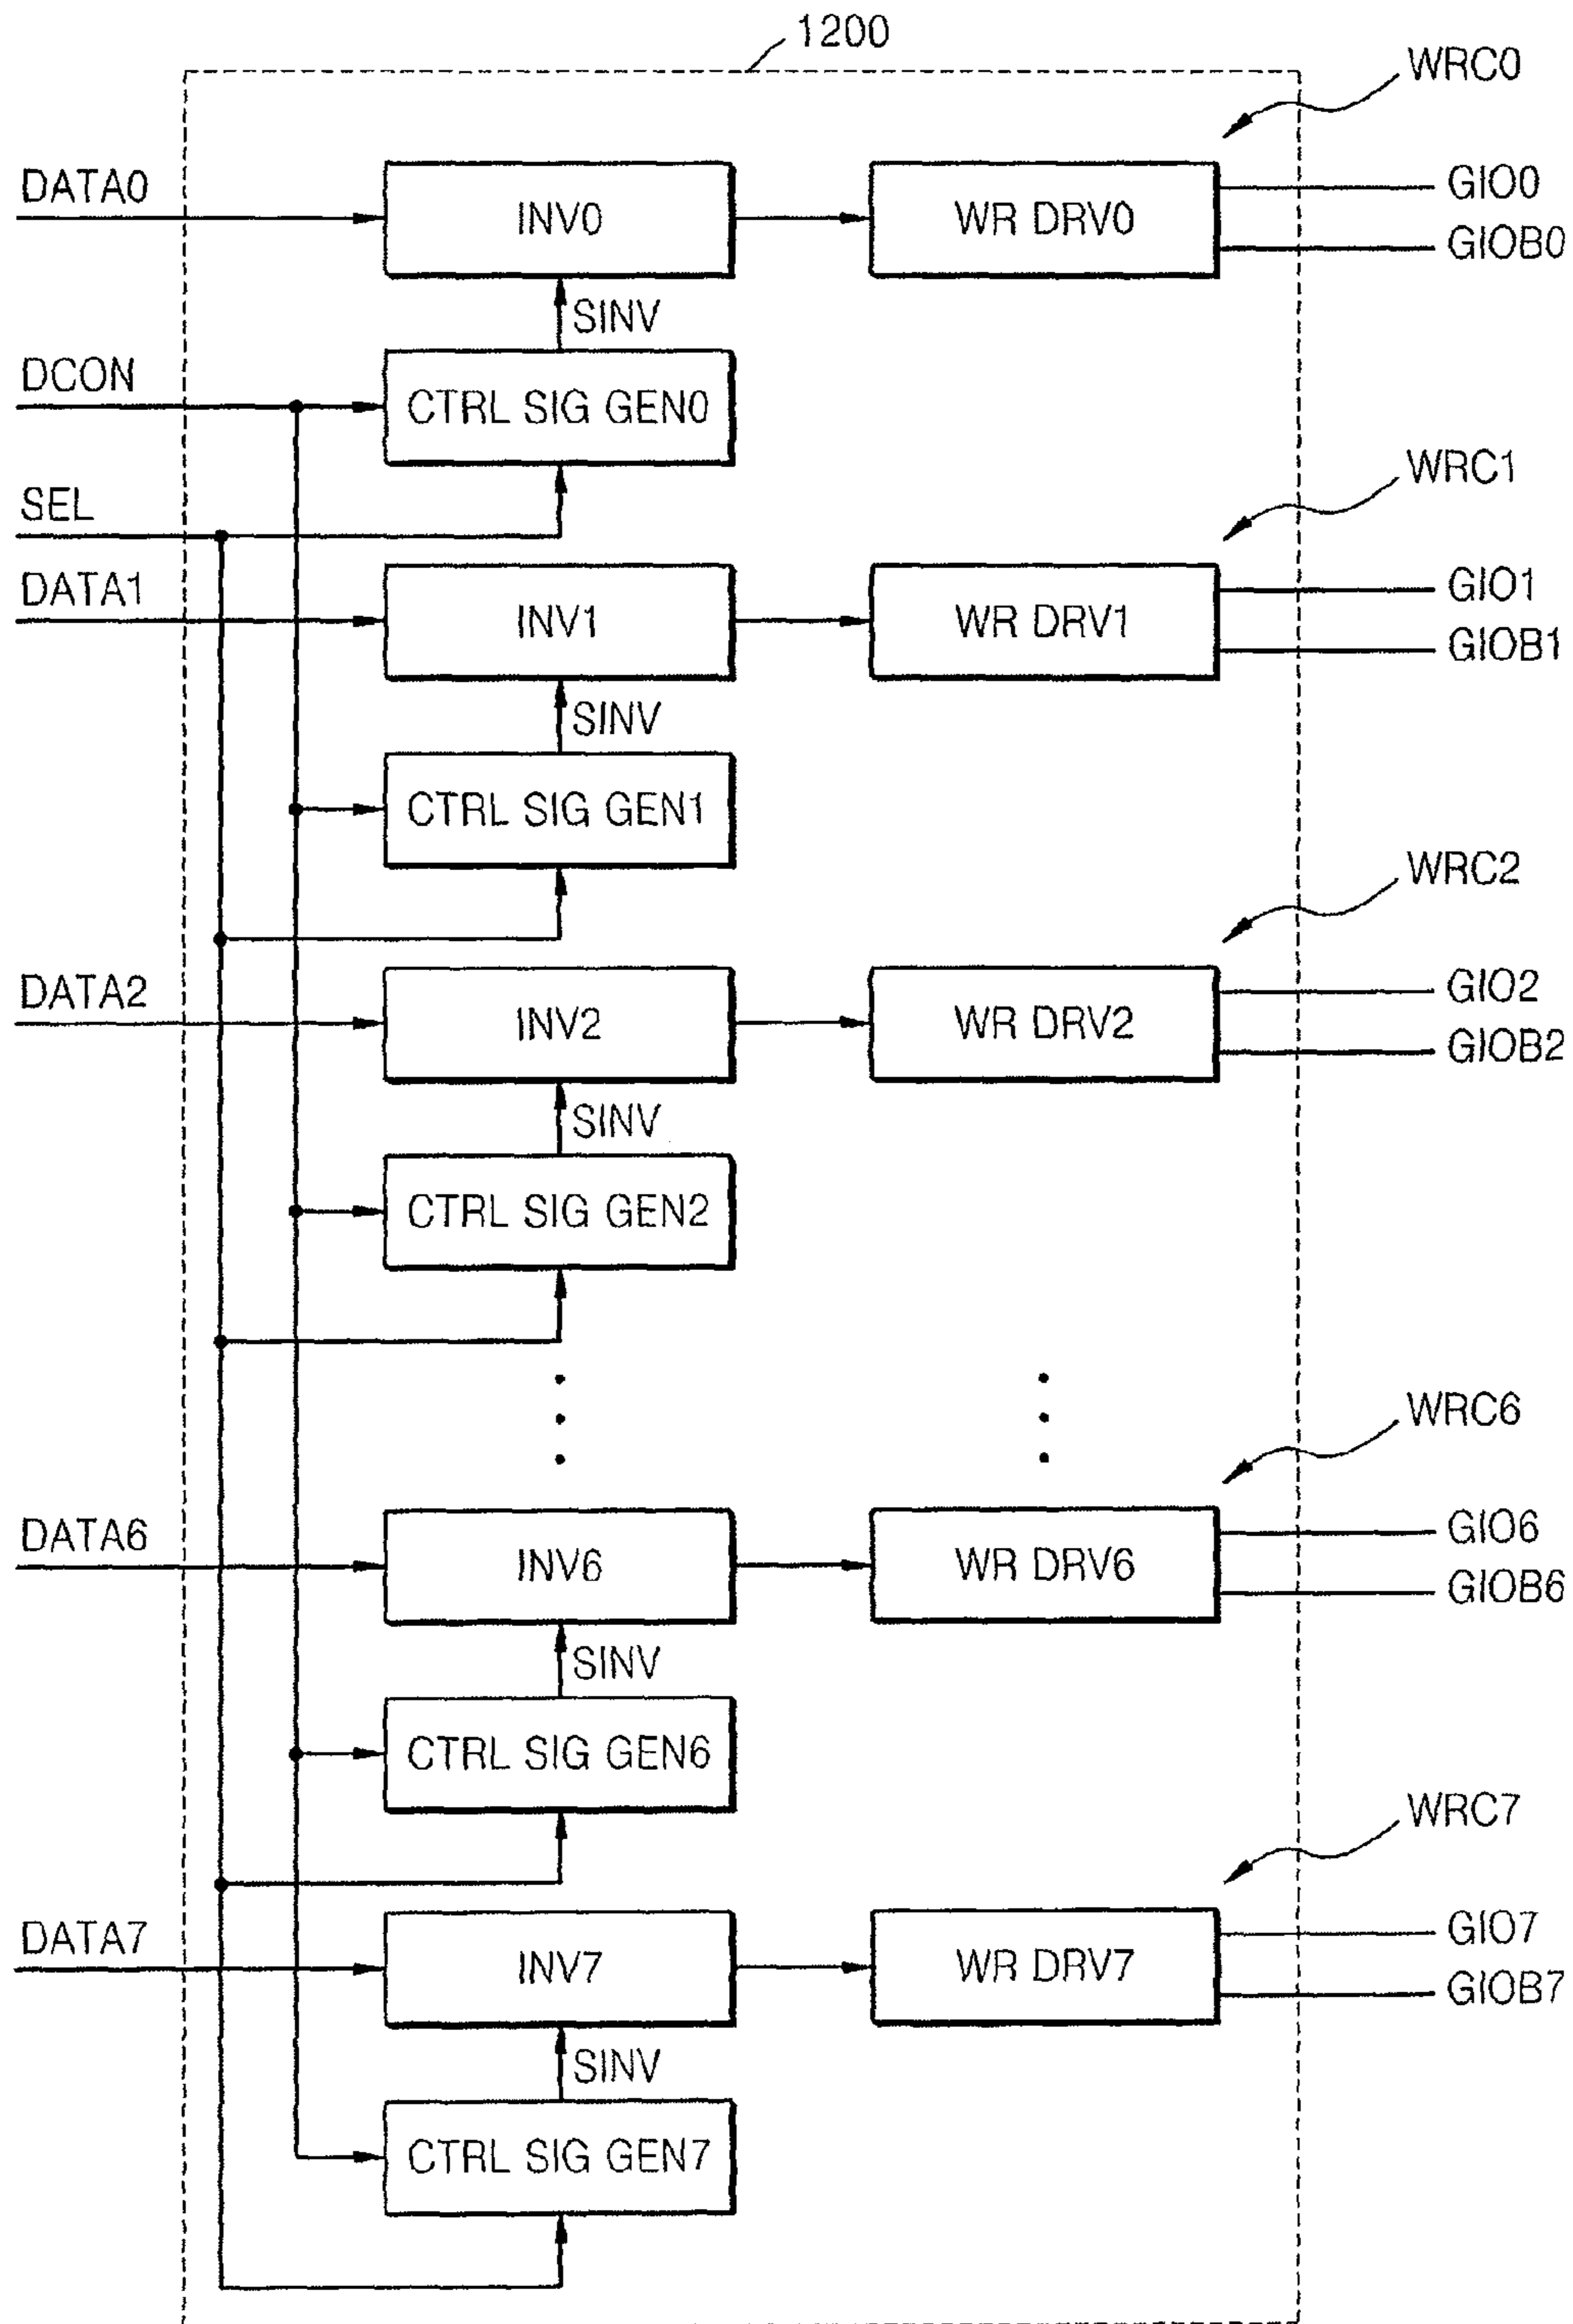 1200
WRC0
DATA0
INV0
WR DRV0
GIO0
GIOB0
SINV
DCON
CTRL SIG GEN0
SEL
WRC1
DATA1
INV1
WR DRV1
GIO1
GIOB1
SINV
CTRL SIG GEN1
WRC2
DATA2
INV2
WR DRV2
GIO2
GIOB2
SINV
CTRL SIG GEN2
WRC6
DATA6
INV6
WR DRV6
GIO6
GIOB6
SINV
CTRL SIG GEN6
WRC7
DATA7
INV7
WR DRV7
GIO7
GIOB7
SINV
CTRL SIG GEN7